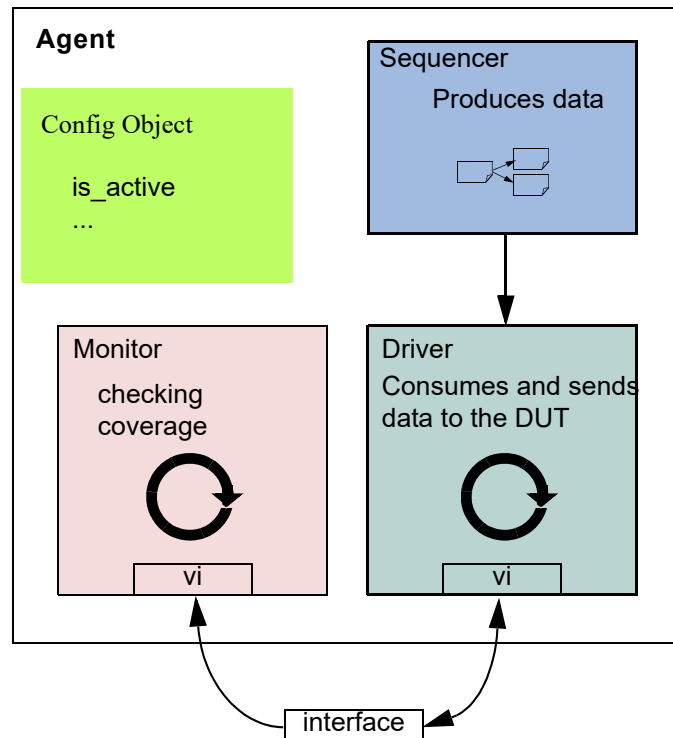 Agent
Sequencer
Produces data
Config Object
is_active
...
Monitor
checking
coverage
vi
Driver
Consumes and sends
data to the DUT
vi
interface